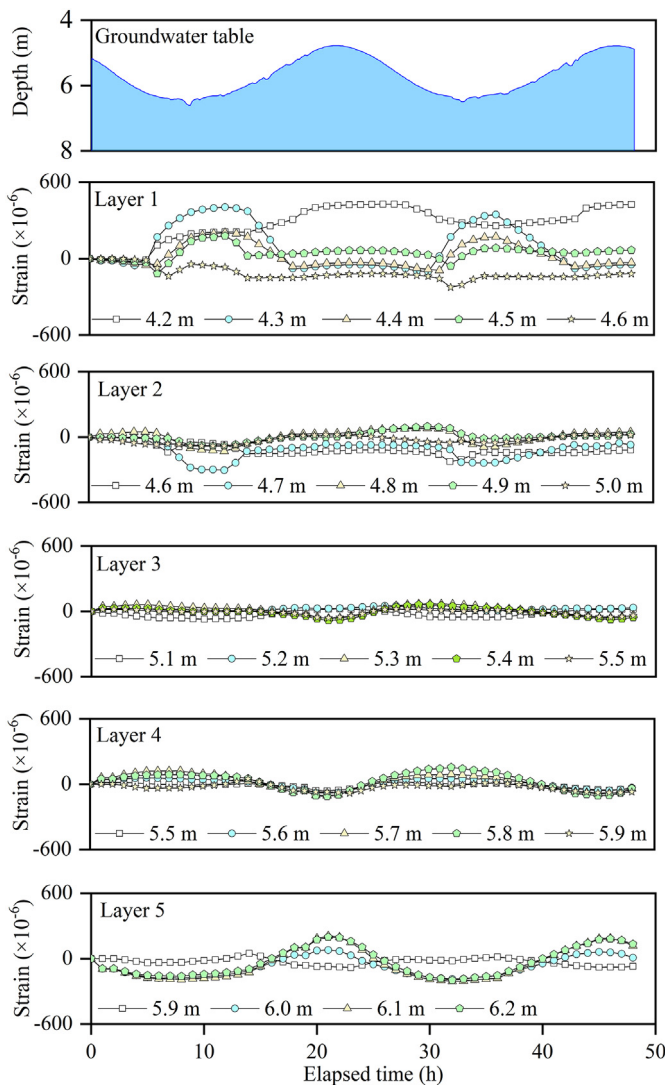 4
Groundwater table
6
Depth (m)
8
600
Layer 1
0
Strain (×10⁻⁶)
-600
4.2 m 4.3 m 4.4 m 4.5 m 4.6 m
600
Layer 2
0
Strain (×10⁻⁶)
-600
4.6 m 4.7 m 4.8 m 4.9 m 5.0 m
600
Layer 3
0
Strain (×10⁻⁶)
-600
5.1 m 5.2 m 5.3 m 5.4 m 5.5 m
600
Layer 4
0
Strain (×10⁻⁶)
-600
5.5 m 5.6 m 5.7 m 5.8 m 5.9 m
600
Layer 5
0
Strain (×10⁻⁶)
-600
5.9 m 6.0 m 6.1 m 6.2 m
0 10 20 30 40 50
Elapsed time (h)